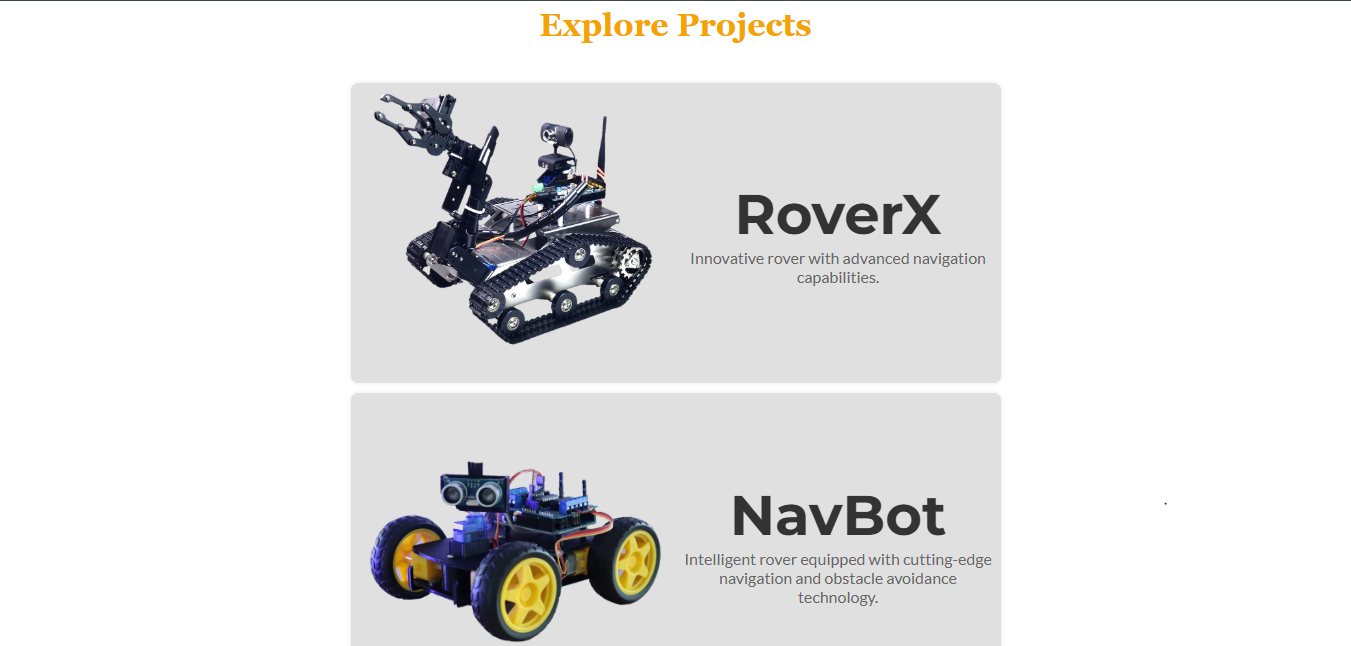 Explore Projects
RoverX
Innovative rover with advanced navigation
capabilities.
NavBot
Intelligent rover equipped with cutting-edge
navigation and obstacle avoidance
technology.